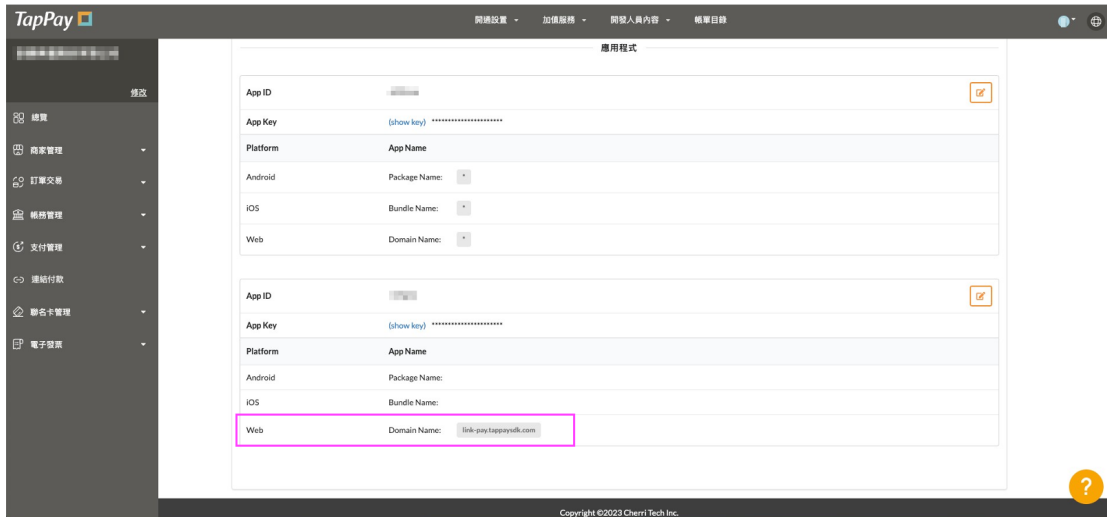 TapPay
開通設置 加值服務 開發人員內容 帳單目錄
修改
總覽
商家管理
訂單交易
帳務管理
支付管理
連結付款
聯名卡管理
電子發票
應用程式
App ID
App Key (show key) **********************
Platform App Name
Android Package Name: *
iOS Bundle Name: *
Web Domain Name: *
App ID
App Key (show key) **********************
Platform App Name
Android Package Name:
iOS Bundle Name:
Web Domain Name: link-pay.tappaysdk.com
?
Copyright ©2023 Cherri Tech Inc.